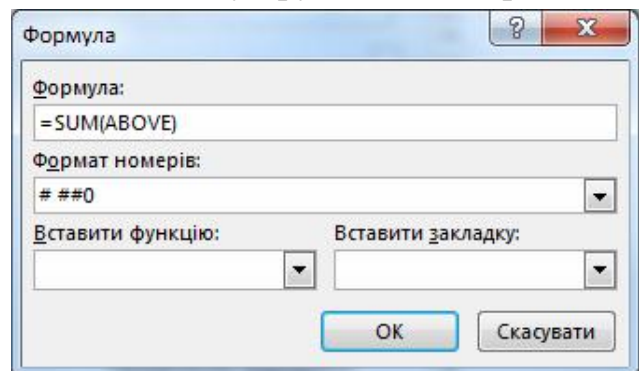 Формула
Формула:
=SUM(ABOVE)
Формат номерів:
# ##0
Вставити функцію: Вставити закладку:
OK Скасувати